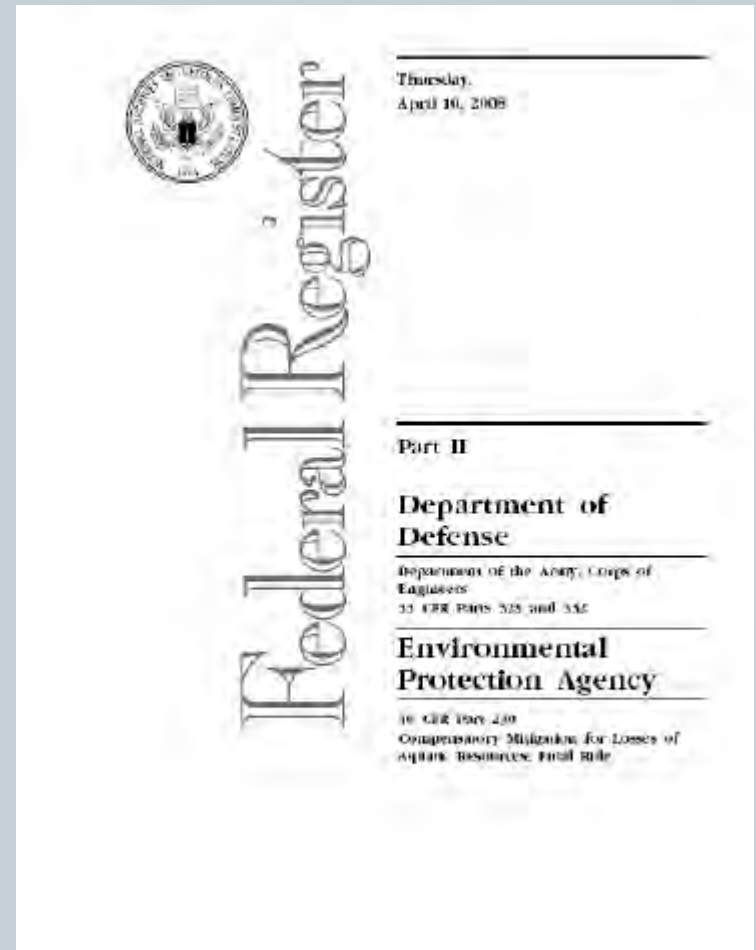 Federal Register
Thursday,
April 10, 2008
Part II
Department of
Defense
Department of the Army, Corps of
Engineers
33 CFR Parts 325 and 332
Environmental
Protection Agency
40 CFR Part 230
Compensatory Mitigation for Losses of
Aquatic Resources; Final Rule